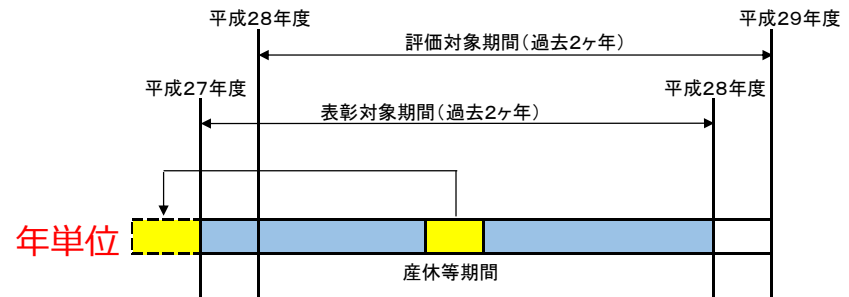 平成28年度
平成29年度
評価対象期間(過去2ヶ年)
平成27年度
平成28年度
表彰対象期間(過去2ヶ年)
年単位
産休等期間